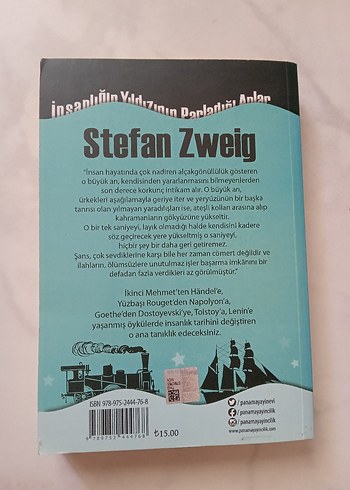 İnsanlığın Yıldızının Parladığı Anlar
Stefan Zweig
"İnsan hayatında çok nadiren alçakgönüllülük gösteren
o büyük an, kendisinden yararlanmasını bilmeyenlerden
son derece korkunç intikam alır. O büyük an,
ürkekleri aşağılamayla geriye iter ve yeryüzünün bir başka
tanrısı olan yılmayan yaradılışları ise, ateşli kolları arasına alıp
kahramanların gökyüzüne yükseltir.
O bir tek saniyeyi, layık olmadığı halde kendisini kadere
söz geçirecek yere yükseltmiş o saniyeyi,
hiçbir şey bir daha geri getiremez.
Şans, çok sevdiklerine karşı bile her zaman cömert değildir ve
ilahların, ölümsüzlere unutulmaz işler başarma imkânını bir
defadan fazla verdikleri az görülmüştür."
İkinci Mehmet'ten Händel'e,
Yüzbaşı Rouget'den Napolyon'a,
Goethe'den Dostoyevski'ye, Tolstoy'a, Lenin'e
yaşanmış öykülerde insanlık tarihini değiştiren
o ana tanıklık edeceksiniz.
ISBN 978-975-2444-76-8
9 789752 444768
₺15.00
/panamayayinevi
/panamayayincilik
/panamayayincilik
www.panamayayincilik.com